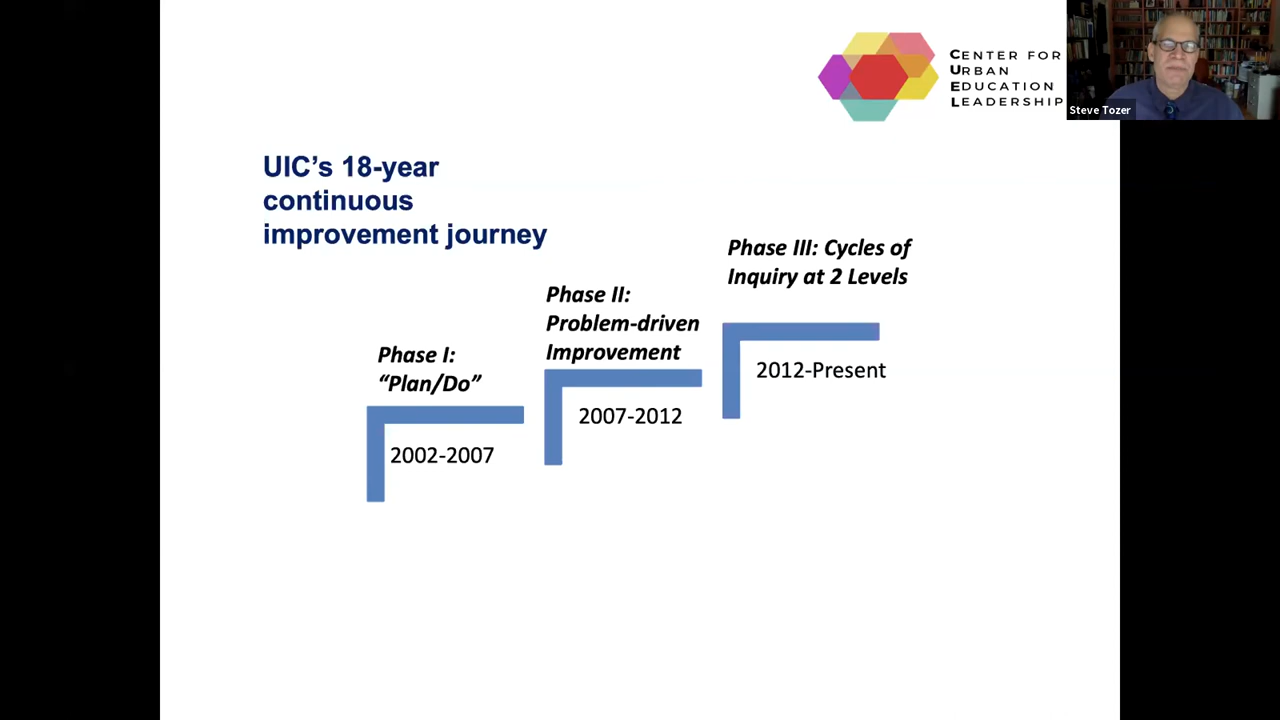 CENTER FOR
URBAN
EDUCATION
LEADERSHIP
Steve Tozer
UIC’s 18-year
continuous
improvement journey
Phase III: Cycles of
Inquiry at 2 Levels
Phase II:
Problem-driven
Improvement
Phase I:
“Plan/Do”
2012-Present
2007-2012
2002-2007